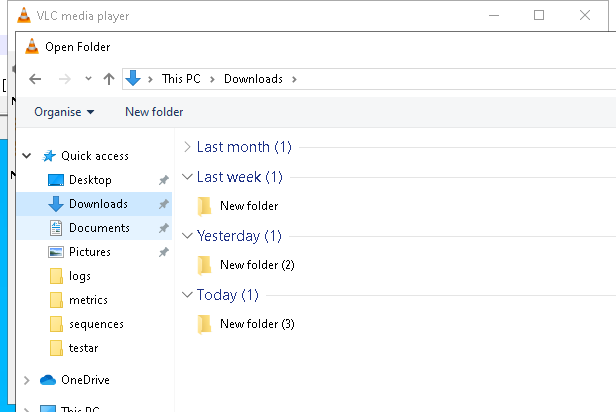 VLC media player
Open Folder
This PC > Downloads >
Organise New folder
Last month (1)
Last week (1)
New folder
Yesterday (1)
New folder (2)
Today (1)
New folder (3)
Quick access
Desktop
Downloads
Documents
Pictures
logs
metrics
sequences
testar
OneDrive
This PC